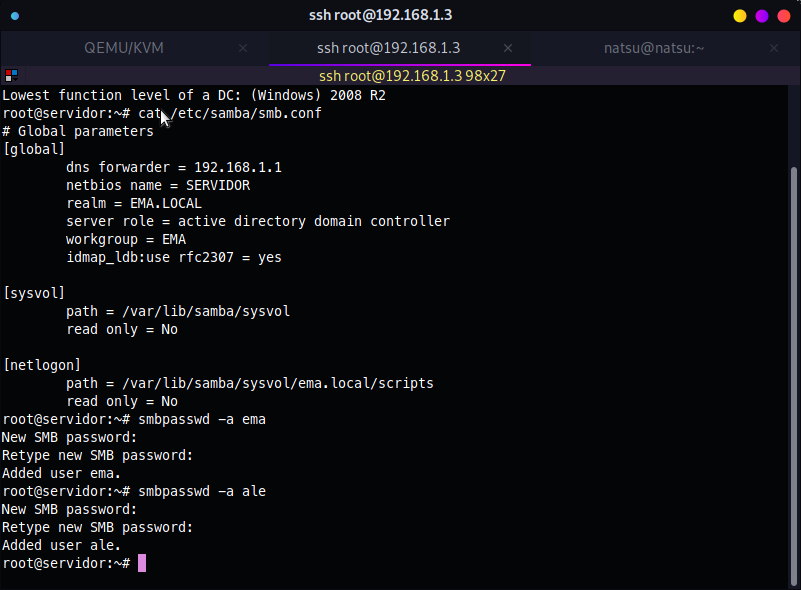 ssh root@192.168.1.3
QEMU/KVM
ssh root@192.168.1.3
natsu@natsu:~
ssh root@192.168.1.3 98x27
Lowest function level of a DC: (Windows) 2008 R2
root@servidor:~# cat /etc/samba/smb.conf
# Global parameters
[global]
        dns forwarder = 192.168.1.1
        netbios name = SERVIDOR
        realm = EMA.LOCAL
        server role = active directory domain controller
        workgroup = EMA
        idmap_ldb:use rfc2307 = yes

[sysvol]
        path = /var/lib/samba/sysvol
        read only = No

[netlogon]
        path = /var/lib/samba/sysvol/ema.local/scripts
        read only = No
root@servidor:~# smbpasswd -a ema
New SMB password:
Retype new SMB password:
Added user ema.
root@servidor:~# smbpasswd -a ale
New SMB password:
Retype new SMB password:
Added user ale.
root@servidor:~#